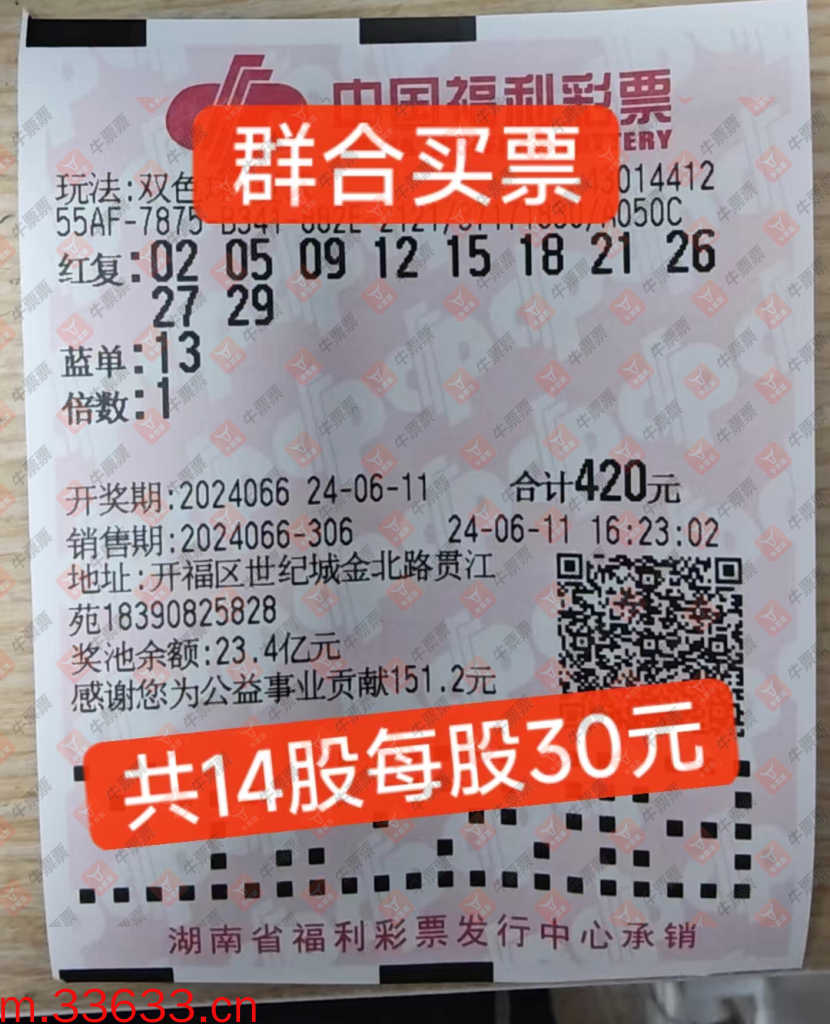 中国福利彩票
群合买票
玩法:双色 43014412
55AF-7875 050C
红复:02 05 09 12 15 18 21 26
27 29
蓝单:13
倍数:1
开奖期:2024066 24-06-11 合计420元
销售期:2024066-306 24-06-11 16:23:02
地址:开福区世纪城金北路贯江
苑18390825828
奖池余额:23.4亿元
感谢您为公益事业贡献151.2元
共14股每股30元
湖南省福利彩票发行中心承销
m.33633.cn
牛票票